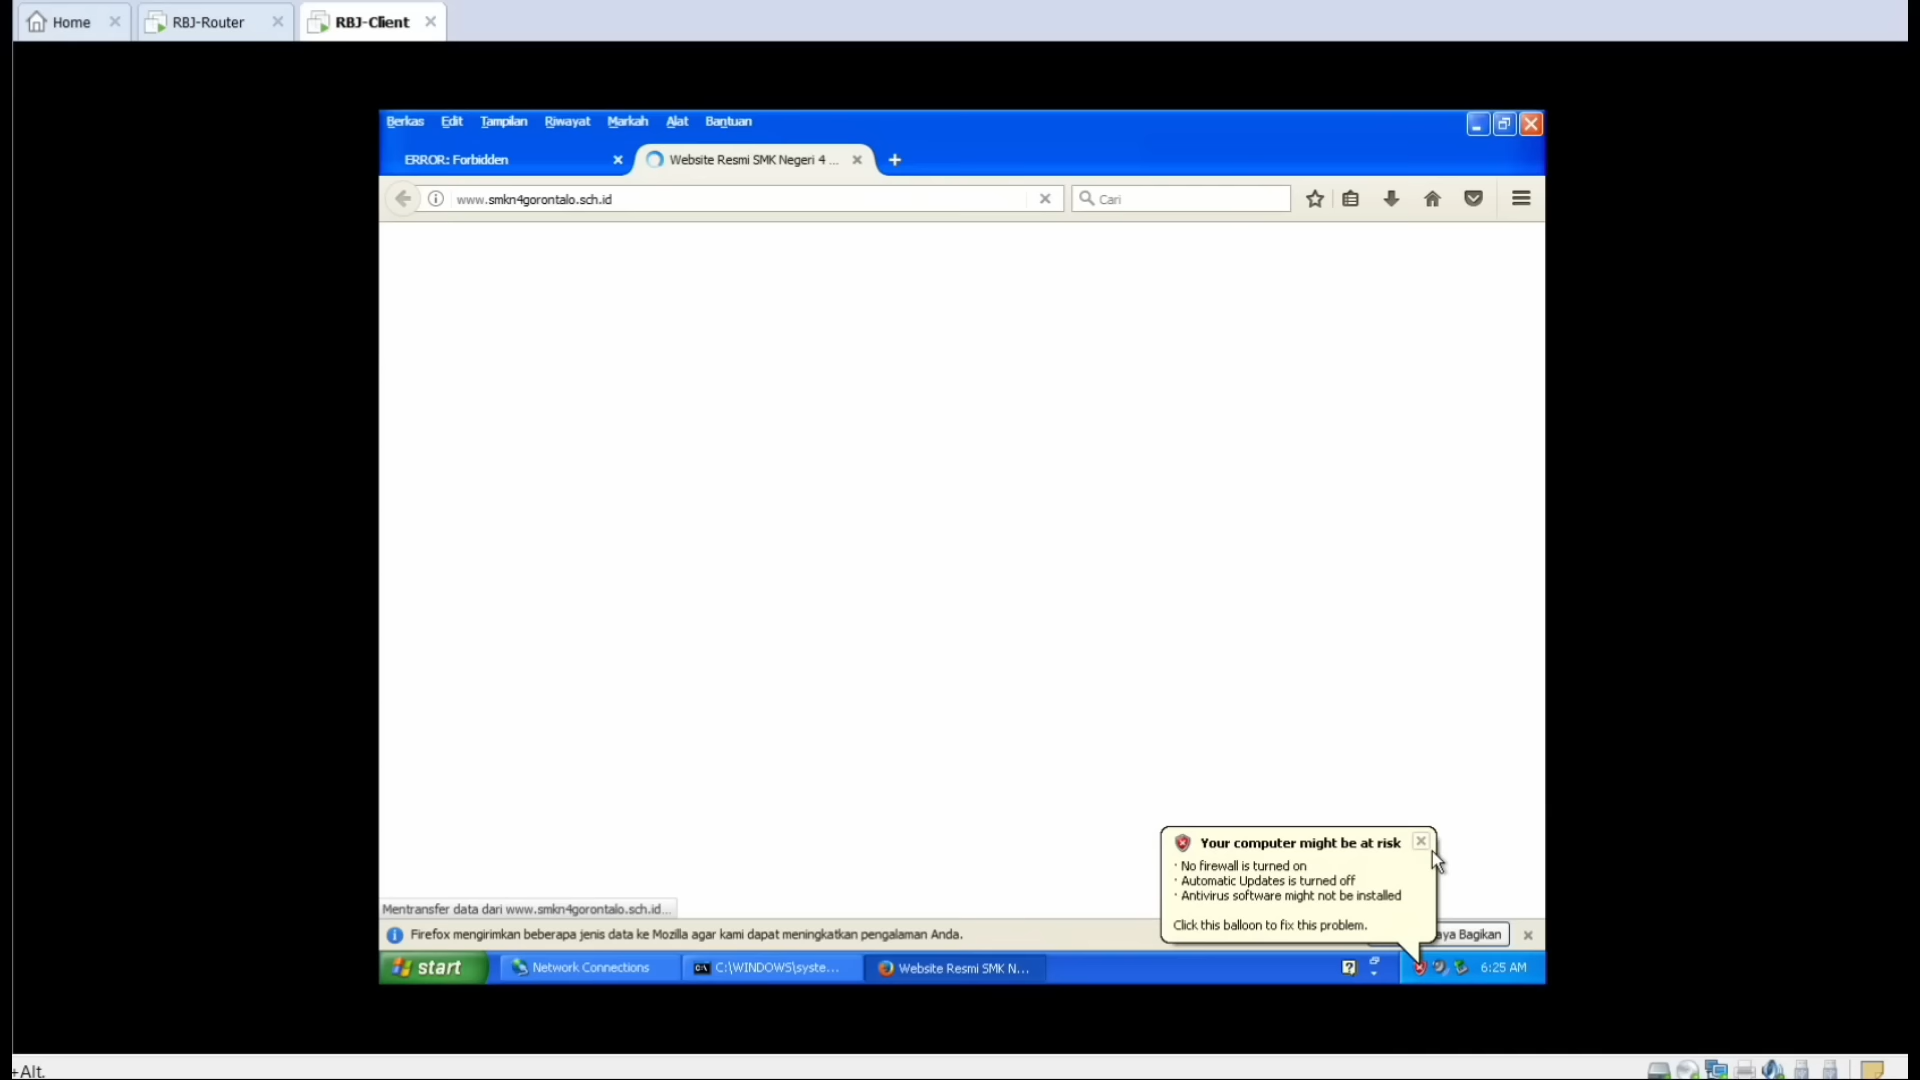 Home
RBJ-Router
RBJ-Client
Berkas Edit Tampilan Riwayat Markah Alat Bantuan
ERROR: Forbidden
Website Resmi SMK Negeri 4 ...
www.smkn4gorontalo.sch.id
Cari
Your computer might be at risk
· No firewall is turned on
· Automatic Updates is turned off
· Antivirus software might not be installed
Click this balloon to fix this problem.
Mentransfer data dari www.smkn4gorontalo.sch.id...
Firefox mengirimkan beberapa jenis data ke Mozilla agar kami dapat meningkatkan pengalaman Anda.
aya Bagikan
start
Network Connections
C:\WINDOWS\syste...
Website Resmi SMK N...
6:25 AM
+Alt.